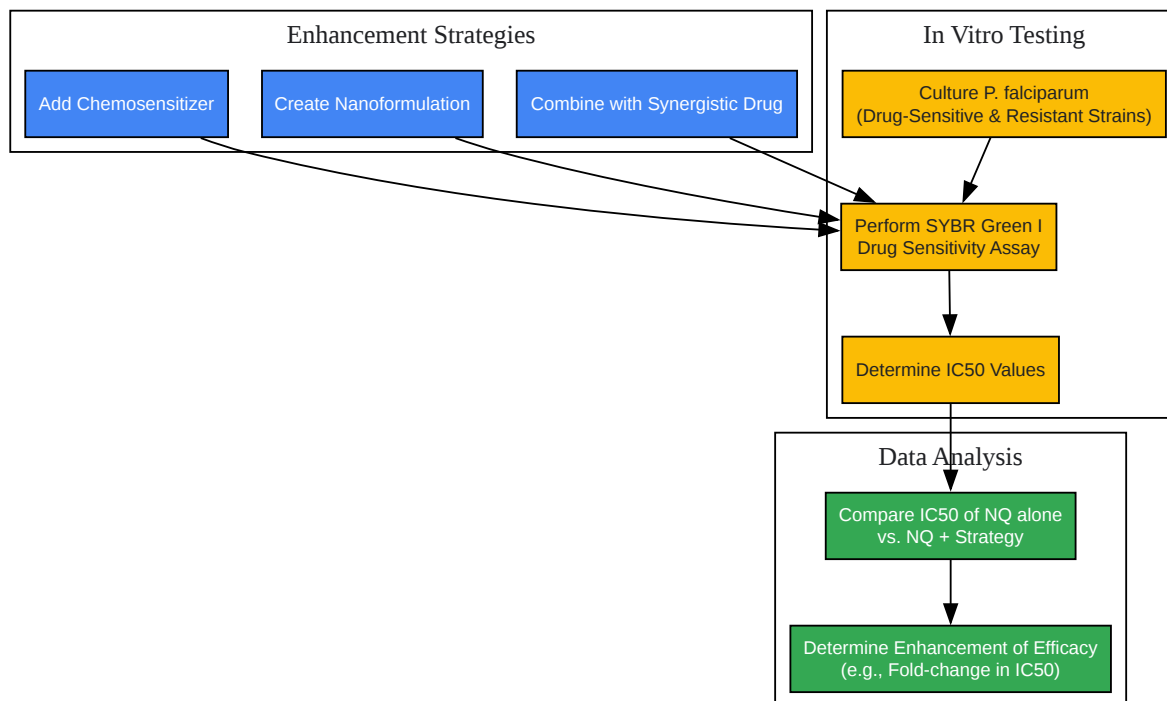 Enhancement Strategies
Add Chemosensitizer
Create Nanoformulation
Combine with Synergistic Drug
In Vitro Testing
Culture P. falciparum
(Drug-Sensitive & Resistant Strains)
Perform SYBR Green I
Drug Sensitivity Assay
Determine IC50 Values
Data Analysis
Compare IC50 of NQ alone
vs. NQ + Strategy
Determine Enhancement of Efficacy
(e.g., Fold-change in IC50)